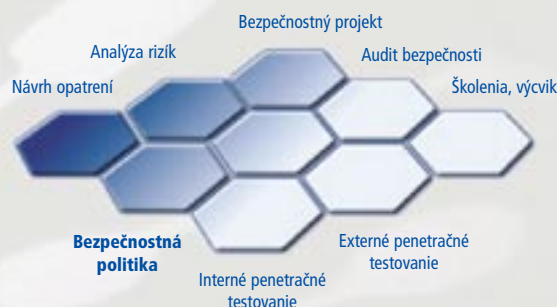 Bezpečnostný projekt
Analýza rizík
Audit bezpečnosti
Návrh opatrení
Školenia, výcvik
Bezpečnostná
politika
Externé penetračné
testovanie
Interné penetračné
testovanie